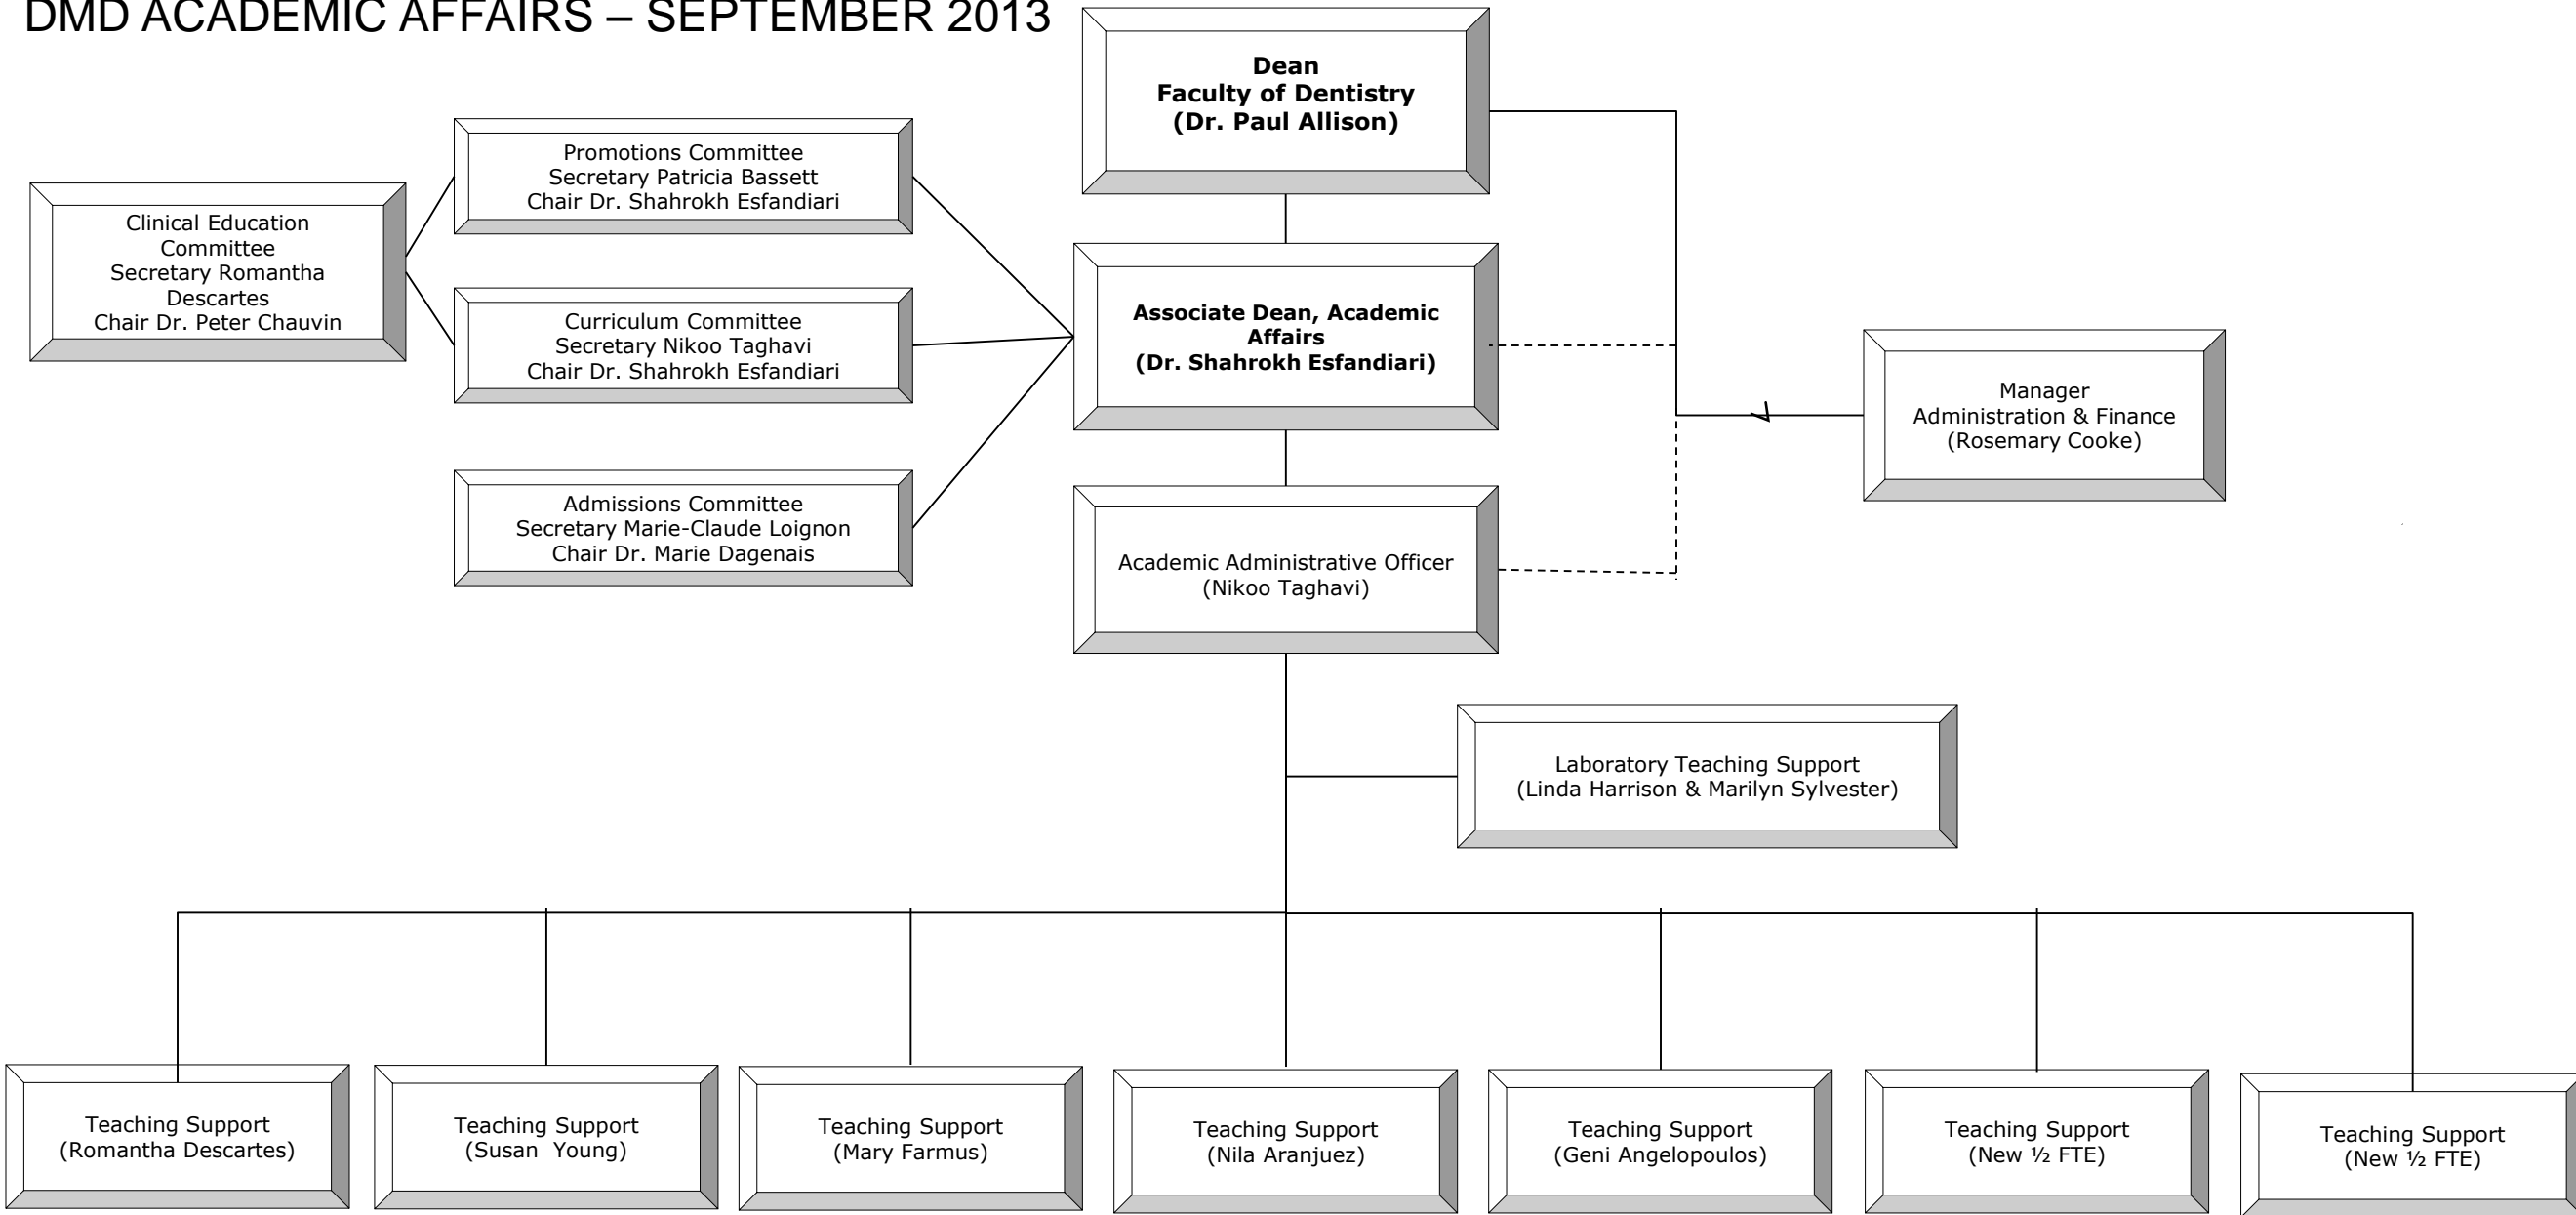 DMD ACADEMIC AFFAIRS – SEPTEMBER 2013
Dean
Faculty of Dentistry
(Dr. Paul Allison)
Promotions Committee
Secretary Patricia Bassett
Chair Dr. Shahrokh Esfandiari
Clinical Education
Committee
Secretary Romantha
Descartes
Chair Dr. Peter Chauvin
Curriculum Committee
Secretary Nikoo Taghavi
Chair Dr. Shahrokh Esfandiari
Associate Dean, Academic
Affairs
(Dr. Shahrokh Esfandiari)
Manager
Administration & Finance
(Rosemary Cooke)
Admissions Committee
Secretary Marie-Claude Loignon
Chair Dr. Marie Dagenais
Academic Administrative Officer
(Nikoo Taghavi)
Laboratory Teaching Support
(Linda Harrison & Marilyn Sylvester)
Teaching Support
(Romantha Descartes)
Teaching Support
(Susan  Young)
Teaching Support
(Mary Farmus)
Teaching Support
(Nila Aranjuez)
Teaching Support
(Geni Angelopoulos)
Teaching Support
(New ½ FTE)
Teaching Support
(New ½ FTE)